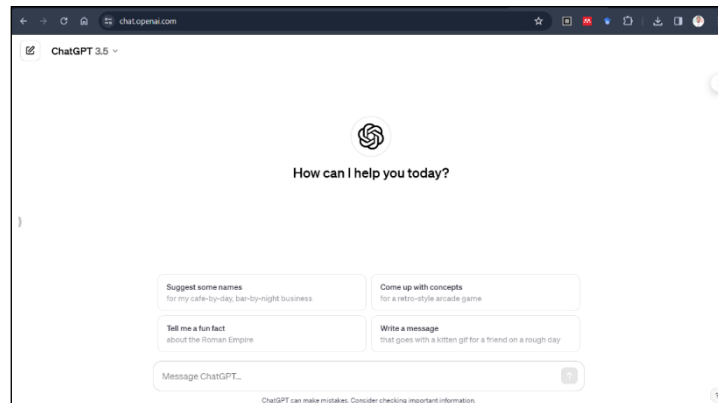 chat.openai.com
ChatGPT 3.5
How can I help you today?
Suggest some names
for my cafe-by-day, bar-by-night business
Come up with concepts
for a retro-style arcade game
Tell me a fun fact
about the Roman Empire
Write a message
that goes with a kitten gif for a friend on a rough day
Message ChatGPT...
ChatGPT can make mistakes. Consider checking important information.